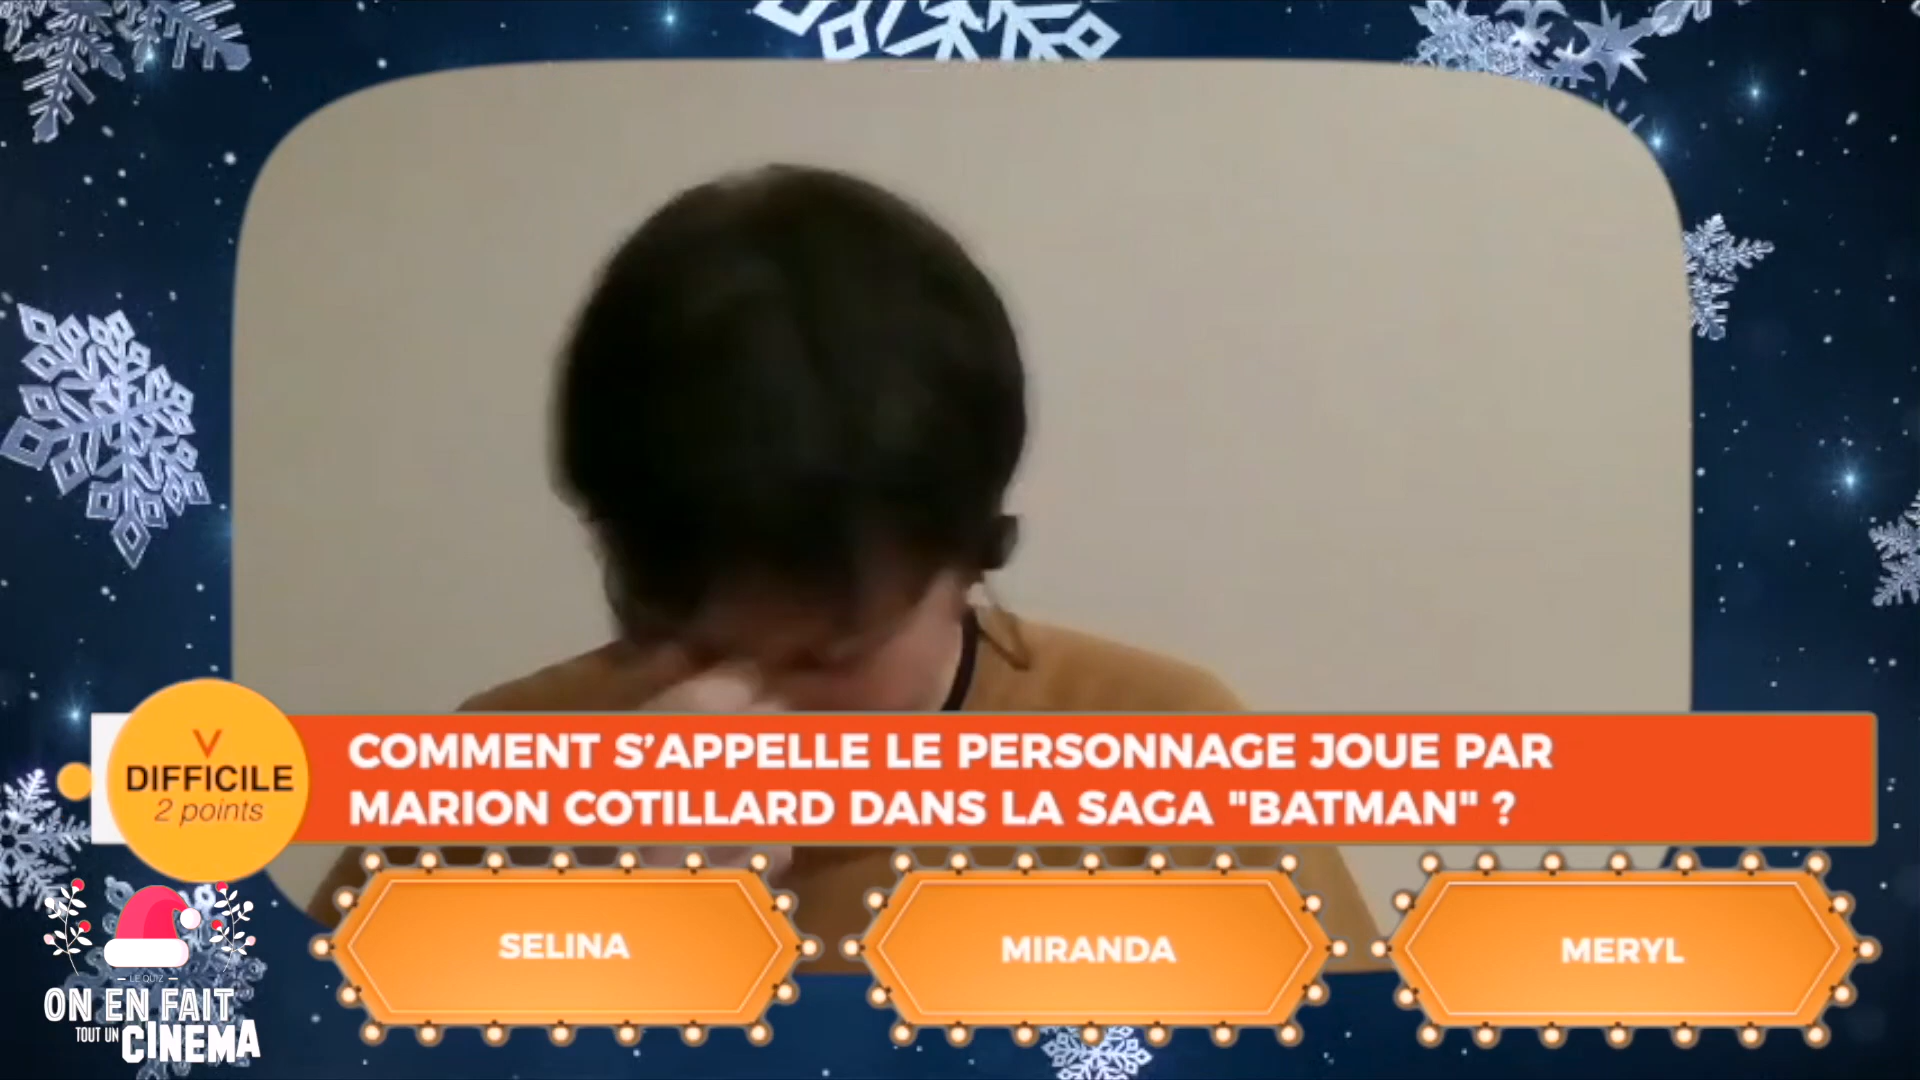 COMMENT S'APPELLE LE PERSONNAGE JOUE PAR
MARION COTILLARD DANS LA SAGA "BATMAN" ?
V
DIFFICILE
2 points
SELINA
MIRANDA
MERYL
LE QUIZ
ON EN FAIT
TOUT UN
CINEMA